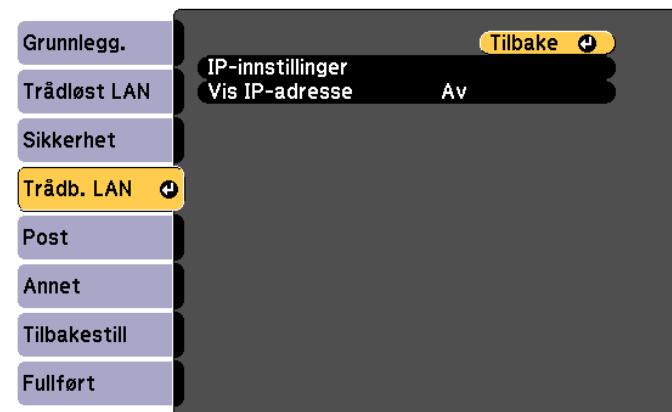 Grunnlegg.
Trådløst LAN
Sikkerhet
Trådb. LAN
Post
Annet
Tilbakestill
Fullført
Tilbake
IP-innstillinger
Vis IP-adresse Av